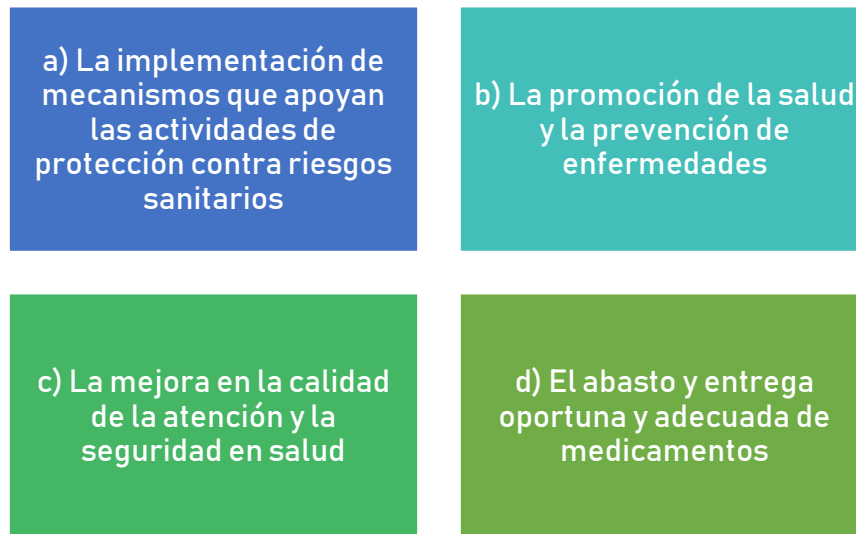 a) La implementación de
mecanismos que apoyan
las actividades de
protección contra riesgos
sanitarios
b) La promoción de la salud
y la prevención de
enfermedades
c) La mejora en la calidad
de la atención y la
seguridad en salud
d) El abasto y entrega
oportuna y adecuada de
medicamentos